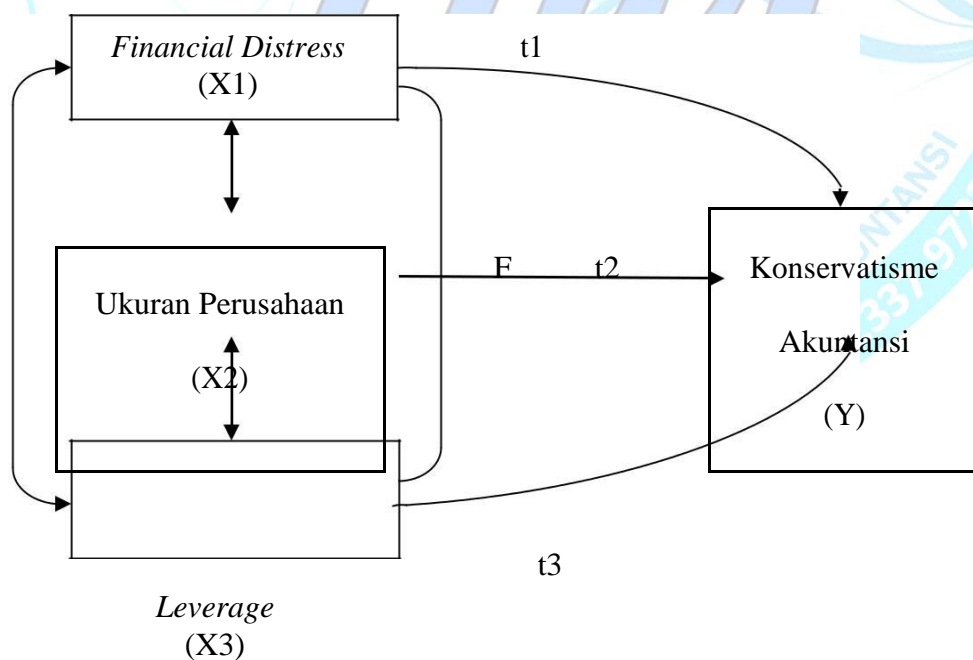 Financial Distress
(X1)
t1
F
t2
Ukuran Perusahaan
(X2)
Konservatisme
Akuntansi
(Y)
t3
Leverage
(X3)